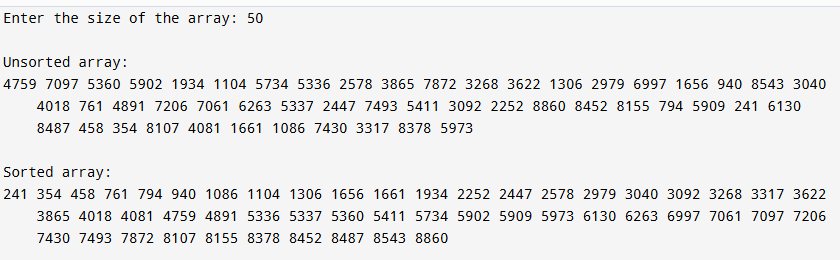 Enter the size of the array: 50
Unsorted array:
4759 7097 5360 5902 1934 1104 5734 5336 2578 3865 7872 3268 3622 1306 2979 6997 1656 940 8543 3040
4018 761 4891 7206 7061 6263 5337 2447 7493 5411 3092 2252 8860 8452 8155 794 5909 241 6130
8487 458 354 8107 4081 1661 1086 7430 3317 8378 5973
Sorted array:
241 354 458 761 794 940 1086 1104 1306 1656 1661 1934 2252 2447 2578 2979 3040 3092 3268 3317 3622
3865 4018 4081 4759 4891 5336 5337 5360 5411 5734 5902 5909 5973 6130 6263 6997 7061 7097 7206
7430 7493 7872 8107 8155 8378 8452 8487 8543 8860